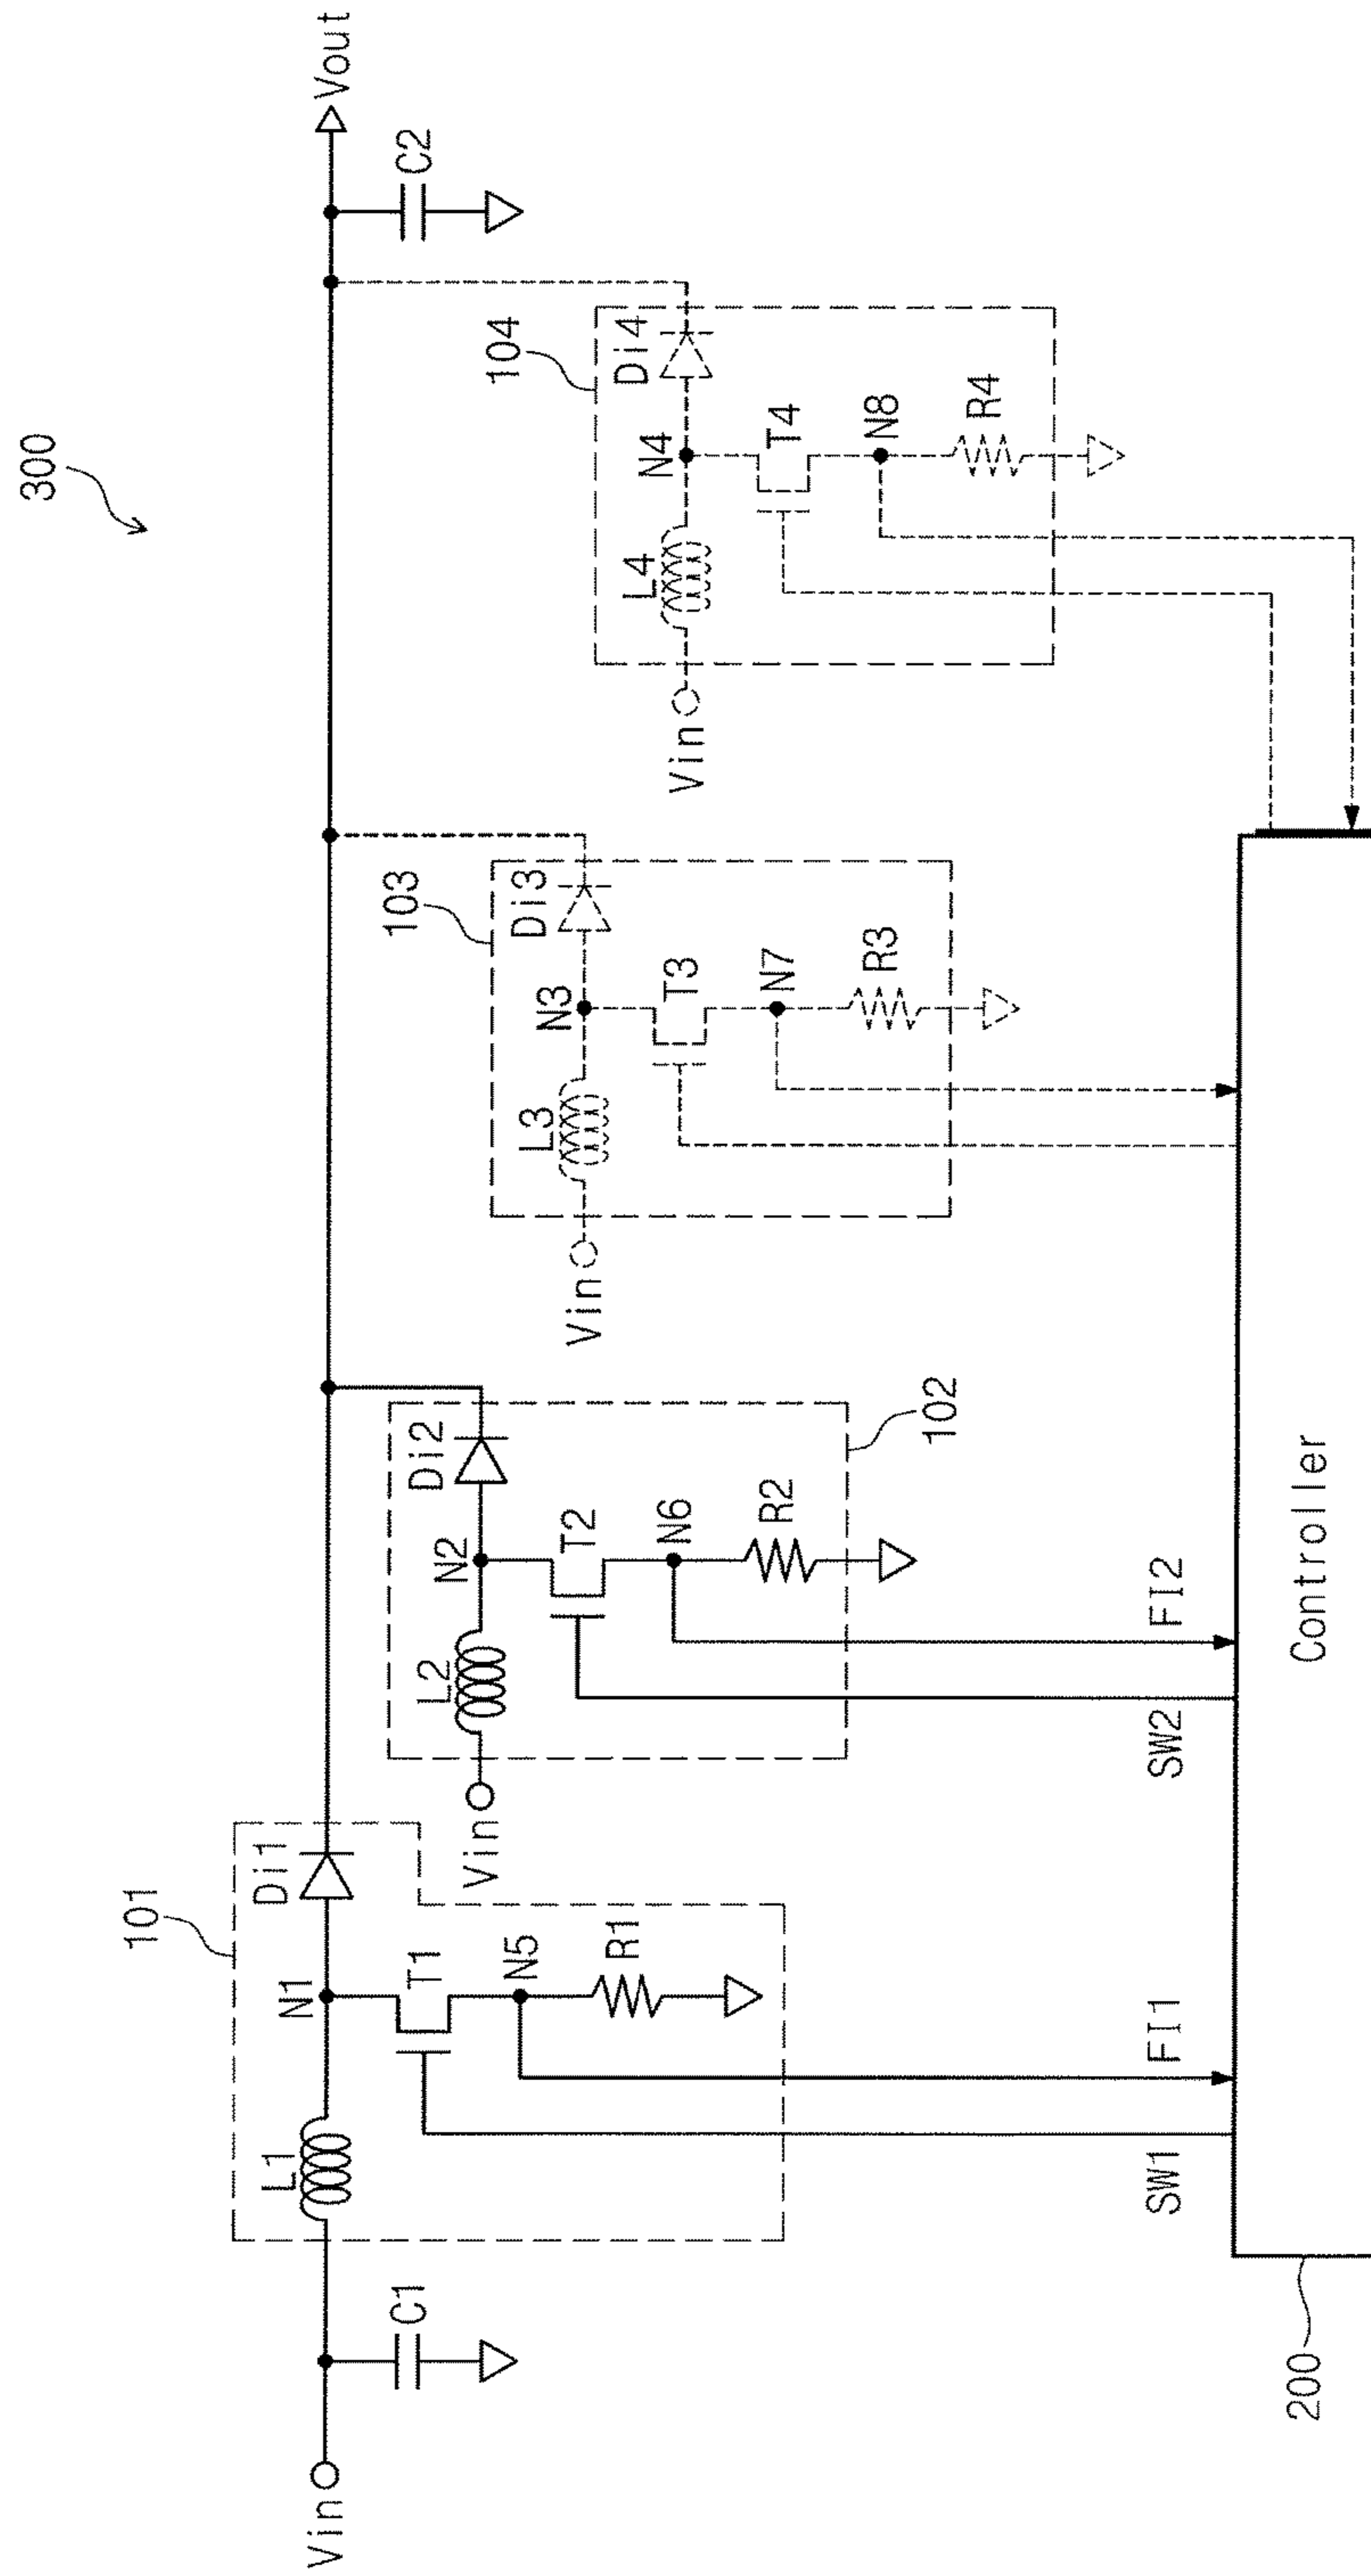 300
Vin
C1
101
L1
N1
Di1
T1
N5
R1
SW1
FI1
Vin
L2
N2
Di2
T2
N6
R2
102
SW2
FI2
Vin
L3
N3
Di3
103
T3
N7
R3
Vin
L4
N4
Di4
104
T4
N8
R4
C2
Vout
200
Controller